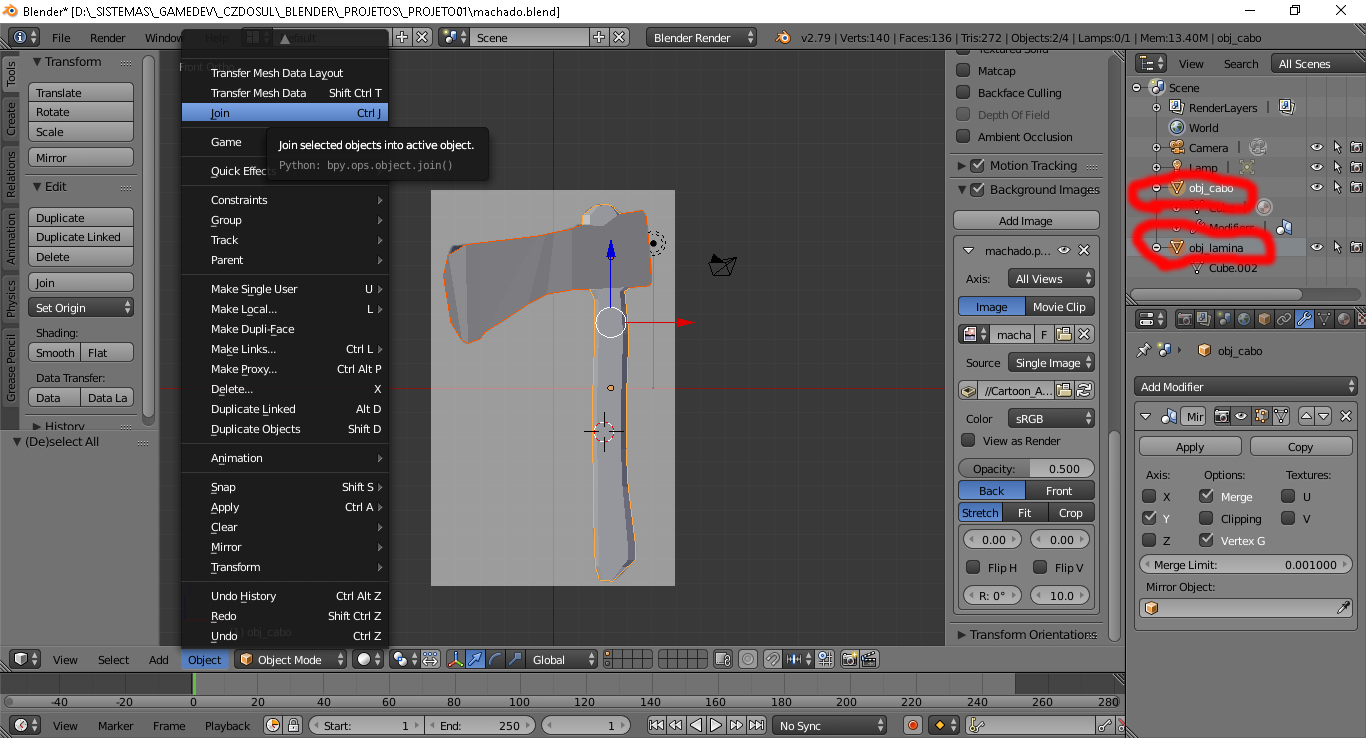 Blender* [D:\_SISTEMAS\_GAMEDEV\_CZDOSUL\_BLENDER\_PROJETOS\_PROJETO01\machado.blend]
File Render Window Default Scene Blender Render v2.79 | Verts:140 | Faces:136 | Tris:272 | Objects:2/4 | Lamps:0/1 | Mem:13.40M | obj_cabo
Tools
Create
Relations
Animation
Physics
Grease Pencil
Transform
Translate
Rotate
Scale
Mirror
Edit
Duplicate
Duplicate Linked
Delete
Join
Set Origin
Shading:
Smooth Flat
Data Transfer:
Data Data La
History
(De)select All
Front Ortho
Transfer Mesh Data Layout
Transfer Mesh Data Shift Ctrl T
Join Ctrl J
Game
Quick Effects
Constraints
Group
Track
Parent
Make Single User U
Make Local... L
Make Dupli-Face
Make Links... Ctrl L
Make Proxy... Ctrl Alt P
Delete... X
Duplicate Linked Alt D
Duplicate Objects Shift D
Animation
Snap Shift S
Apply Ctrl A
Clear
Mirror
Transform
Undo History Ctrl Alt Z
Redo Shift Ctrl Z
Undo Ctrl Z
(1) obj_cabo
Join selected objects into active object.
Python: bpy.ops.object.join()
Textured Solid
Matcap
Backface Culling
Depth Of Field
Ambient Occlusion
Motion Tracking
Background Images
Add Image
machado.p...
Axis: All Views
Image Movie Clip
macha F
Source Single Image
//Cartoon_A...
Color sRGB
View as Render
Opacity: 0.500
Back Front
Stretch Fit Crop
0.00 0.00
Flip H Flip V
R: 0° 10.0
Transform Orientations
View Search All Scenes
Scene
RenderLayers
World
Camera
Lamp
obj_cabo
Modifiers
obj_lamina
Cube.002
obj_cabo
Add Modifier
Mir
Apply Copy
Axis: Options: Textures:
X Merge U
Y Clipping V
Z Vertex G
Merge Limit: 0.001000
Mirror Object:
View Select Add Object Object Mode Global
-40 -20 0 20 40 60 80 100 120 140 160 180 200 220 240 260 280
View Marker Frame Playback Start: 1 End: 250 1 No Sync